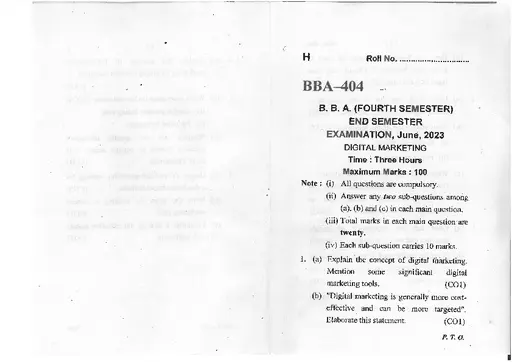 H Roll No. ..............................
BBA–404
B. B. A. (FOURTH SEMESTER)
END SEMESTER
EXAMINATION, June, 2023
DIGITAL MARKETING
Time : Three Hours
Maximum Marks : 100
Note : (i) All questions are compulsory.
(ii) Answer any two sub-questions among
(a), (b) and (c) in each main question.
(iii) Total marks in each main question are
twenty.
(iv) Each sub-question carries 10 marks.
1. (a) Explain the concept of digital marketing.
Mention some significant digital
marketing tools. (CO1)
(b) "Digital marketing is generally more cost-
effective and can be more targeted".
Elaborate this statement. (CO1)
P. T. O.